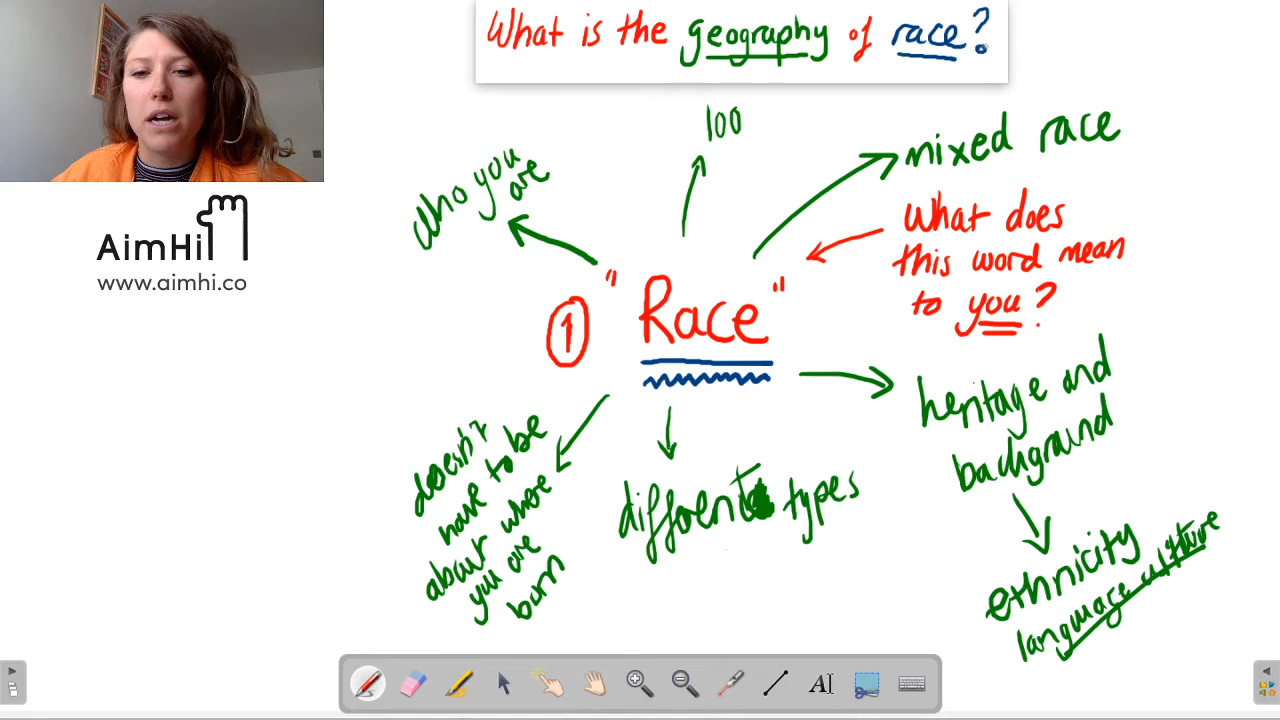 What is the geography of race?
AimHi
www.aimhi.co
who you
are
100
mixed race
What does
this word mean
to you?
① "Race"
heritage and
background
ethnicity
language culture
different types
doesn't
have to be
about where
you are
born
AI